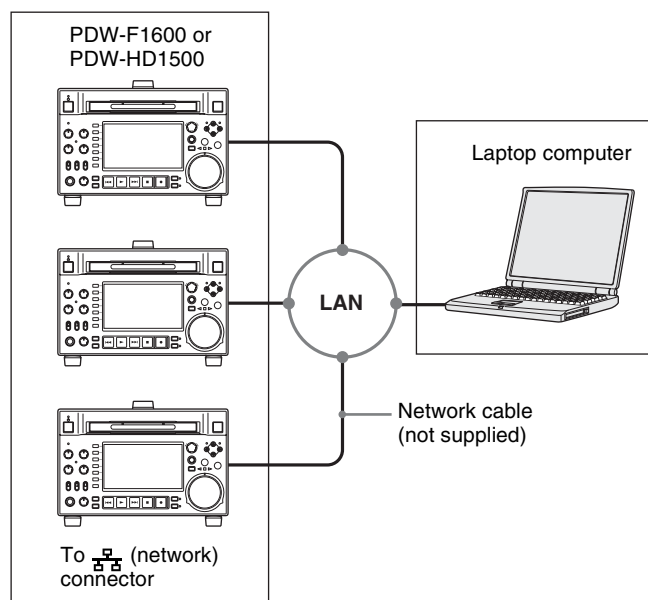 PDW-F1600 or
PDW-HD1500
Laptop computer
LAN
Network cable
(not supplied)
To (network)
connector